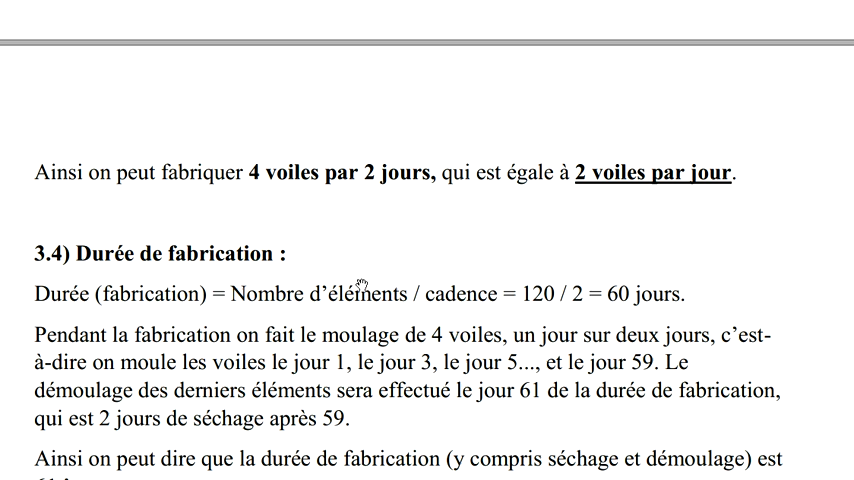 Ainsi on peut fabriquer 4 voiles par 2 jours, qui est égale à 2 voiles par jour.
3.4) Durée de fabrication :
Durée (fabrication) = Nombre d’éléments / cadence = 120 / 2 = 60 jours.
Pendant la fabrication on fait le moulage de 4 voiles, un jour sur deux jours, c’est-
à-dire on moule les voiles le jour 1, le jour 3, le jour 5..., et le jour 59. Le
démoulage des derniers éléments sera effectué le jour 61 de la durée de fabrication,
qui est 2 jours de séchage après 59.
Ainsi on peut dire que la durée de fabrication (y compris séchage et démoulage) est